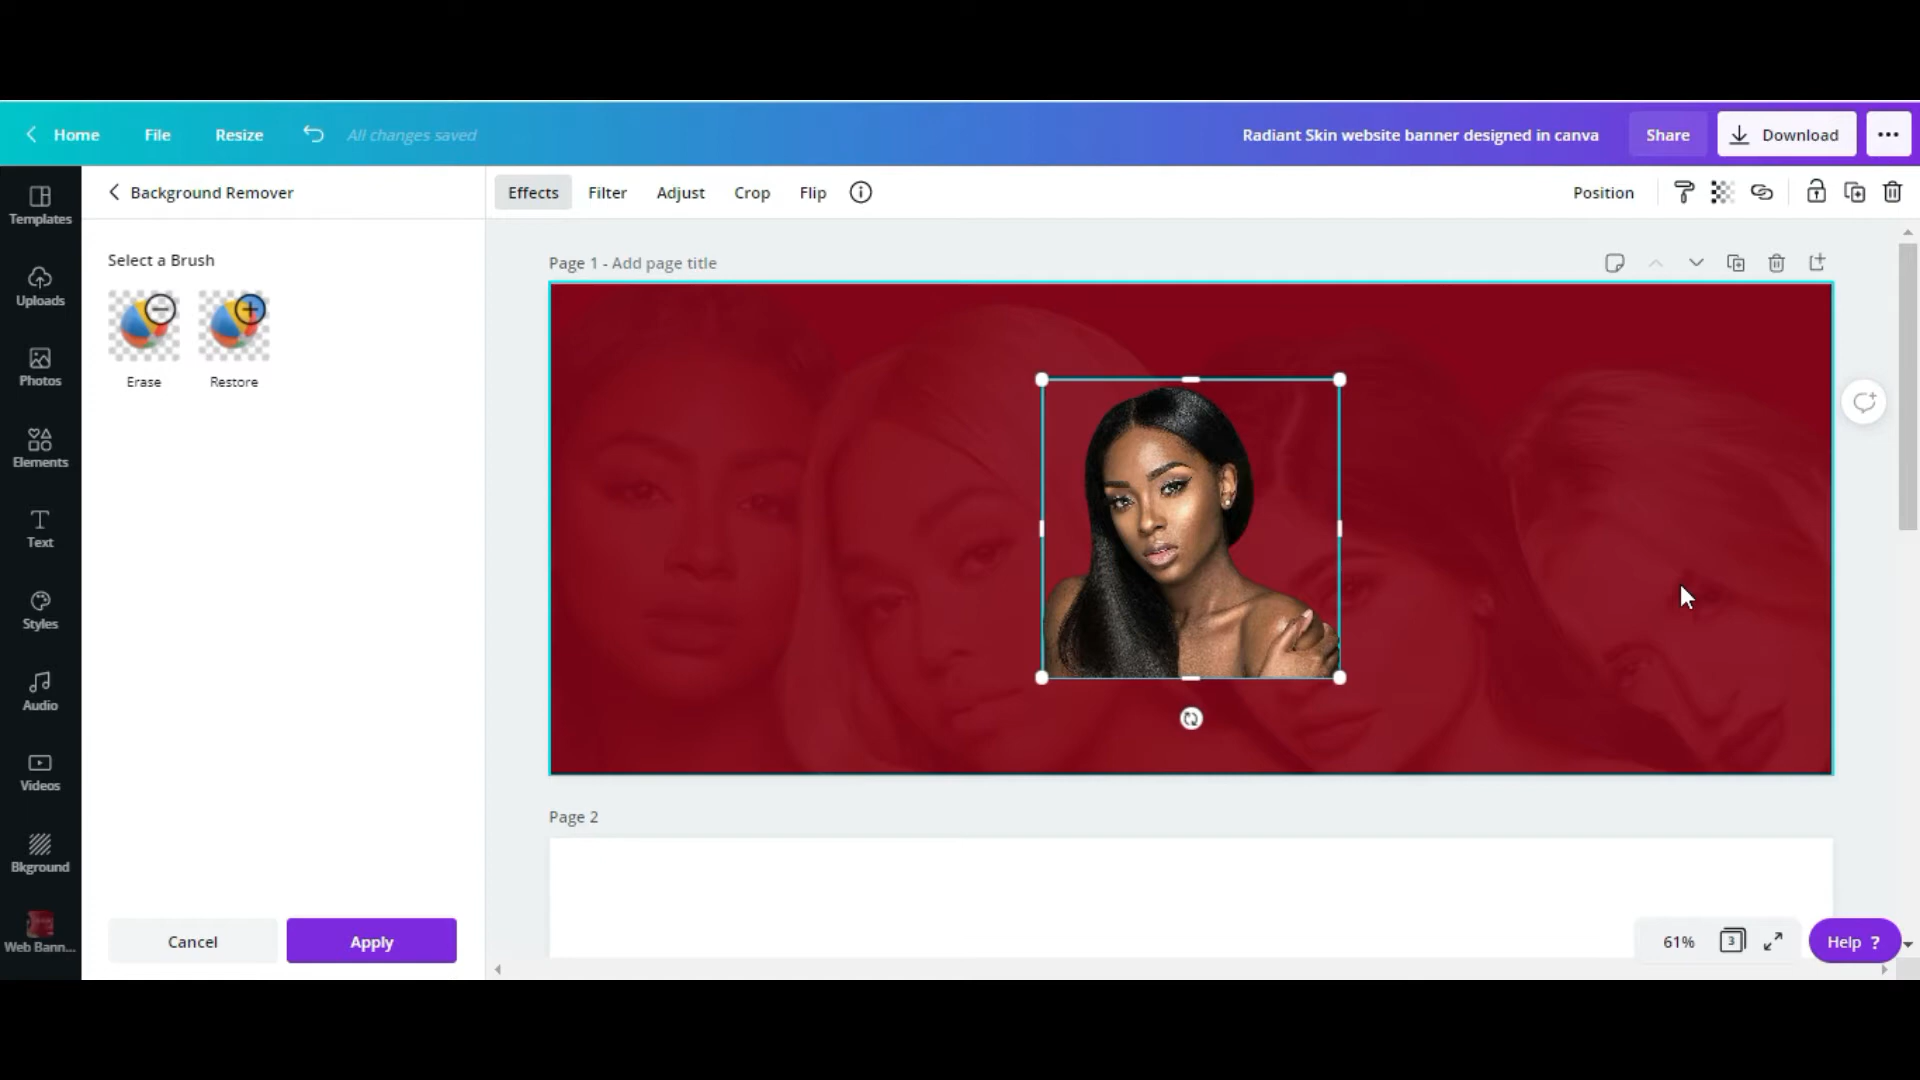 Home File Resize All changes saved Radiant Skin website banner designed in canva Share Download
Background Remover Effects Filter Adjust Crop Flip Position
Templates
Uploads
Photos
Elements
Text
Styles
Audio
Videos
Bkground
Web Bann...
Select a Brush
Erase Restore
Cancel Apply
Page 1 - Add page title
Page 2
61% 3 Help ?